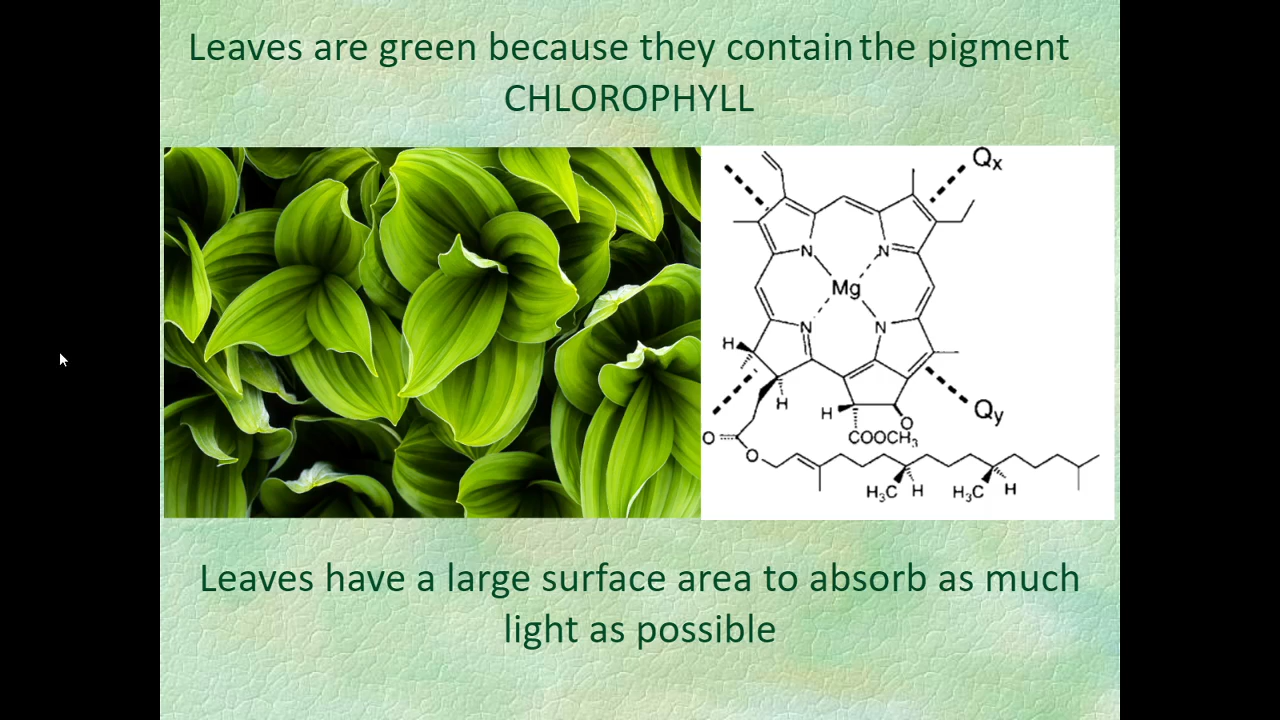 Leaves are green because they contain the pigment
CHLOROPHYLL
Qx
N
N
Mg
N
N
H
H
H
O
Qy
O
COOCH3
O
H3C
H
H3C
H
Leaves have a large surface area to absorb as much
light as possible